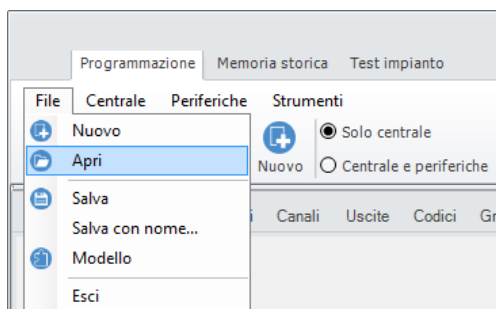 Programmazione Memoria storica Test impianto
File Centrale Periferiche Strumenti
Nuovo
Apri
Salva
Salva con nome...
Modello
Esci
Nuovo
Solo centrale
Centrale e periferiche
Canali Uscite Codici